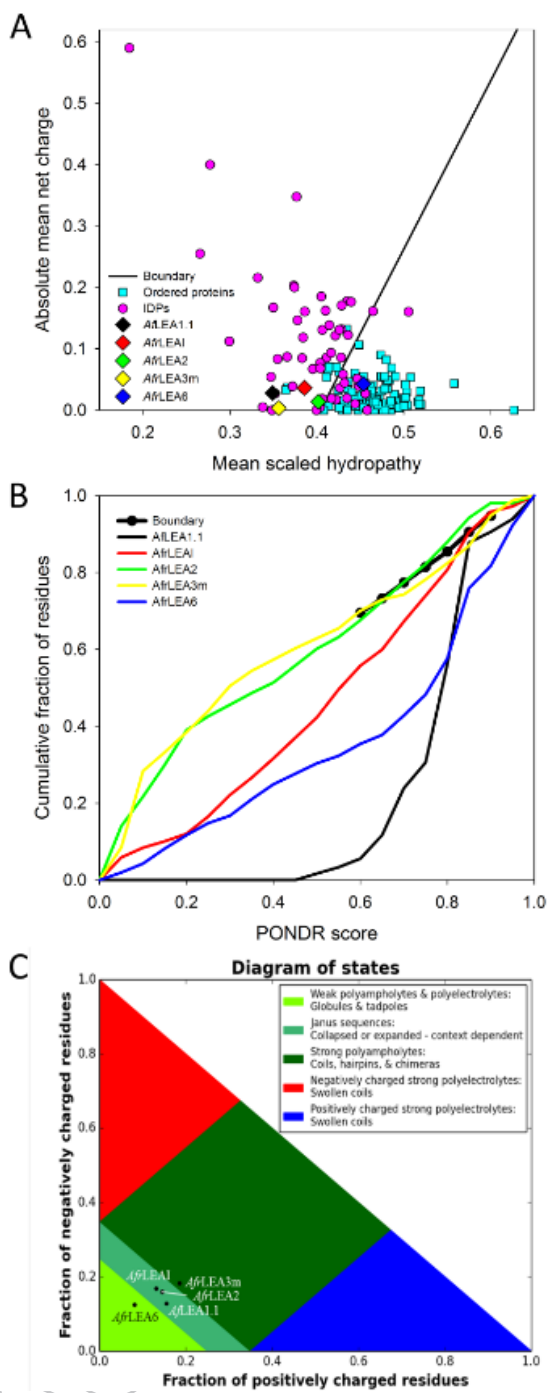 A
0.6
0.5
0.4
0.3
0.2
0.1
0.0
Absolute mean net charge
Boundary
Ordered proteins
IDPs
AfLEA1.1
AfrLEAI
AfrLEA2
AfrLEA3m
AfrLEA6
0.2 0.3 0.4 0.5 0.6
Mean scaled hydropathy
B
1.0
0.8
0.6
0.4
0.2
0.0
Cumulative fraction of residues
Boundary
AfLEA1.1
AfrLEAI
AfrLEA2
AfrLEA3m
AfrLEA6
0.0 0.2 0.4 0.6 0.8 1.0
PONDR score
C
Diagram of states
1.0
0.8
0.6
0.4
0.2
0.0
Fraction of negatively charged residues
Weak polyampholytes & polyelectrolytes:
Globules & tadpoles
Janus sequences:
Collapsed or expanded - context dependent
Strong polyampholytes:
Coils, hairpins, & chimeras
Negatively charged strong polyelectrolytes:
Swollen coils
Positively charged strong polyelectrolytes:
Swollen coils
AfrLEAI
AfrLEA3m
AfrLEA2
AfLEA1.1
AfrLEA6
0.0 0.2 0.4 0.6 0.8 1.0
Fraction of positively charged residues